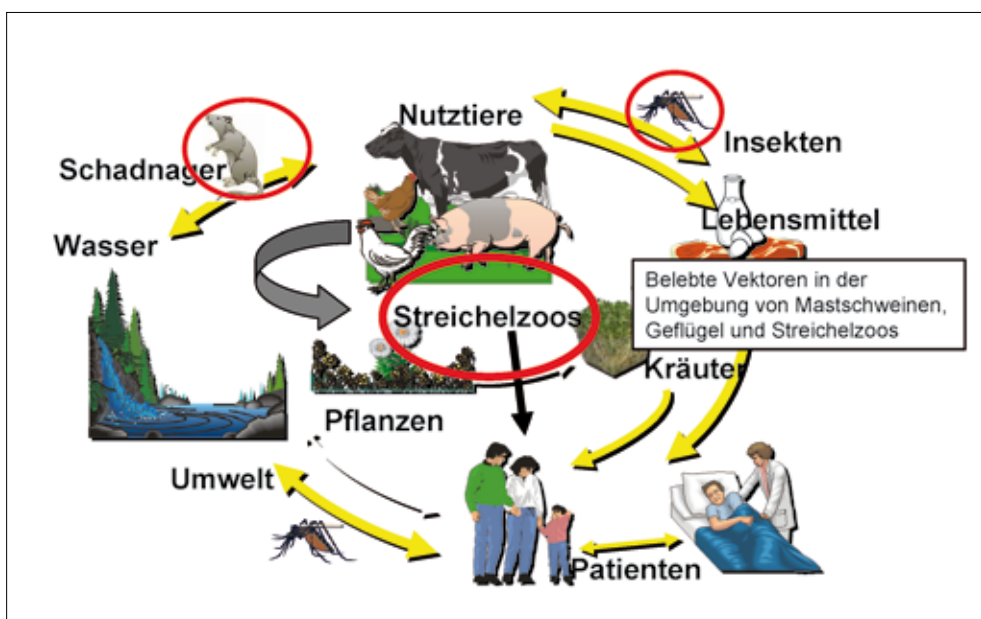 Nutztiere
Insekten
Schadnager
Lebensmittel
Wasser
Belebte Vektoren in der
Umgebung von Mastschweinen,
Geflügel und Streichelzoos
Streichelzoos
Kräuter
Pflanzen
Umwelt
Patienten